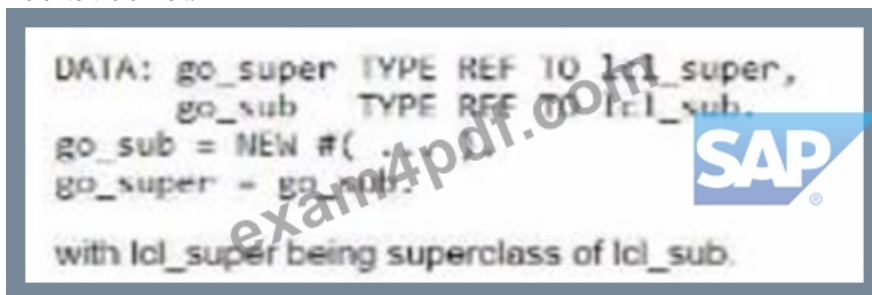 DATA: go_super TYPE REF TO lcl_super,
go_sub TYPE REF TO lcl_sub.
go_sub = NEW #( ... ).
go_super = go_sub.
with lcl_super being superclass of lcl_sub.
exam4pdf.com
SAP
®